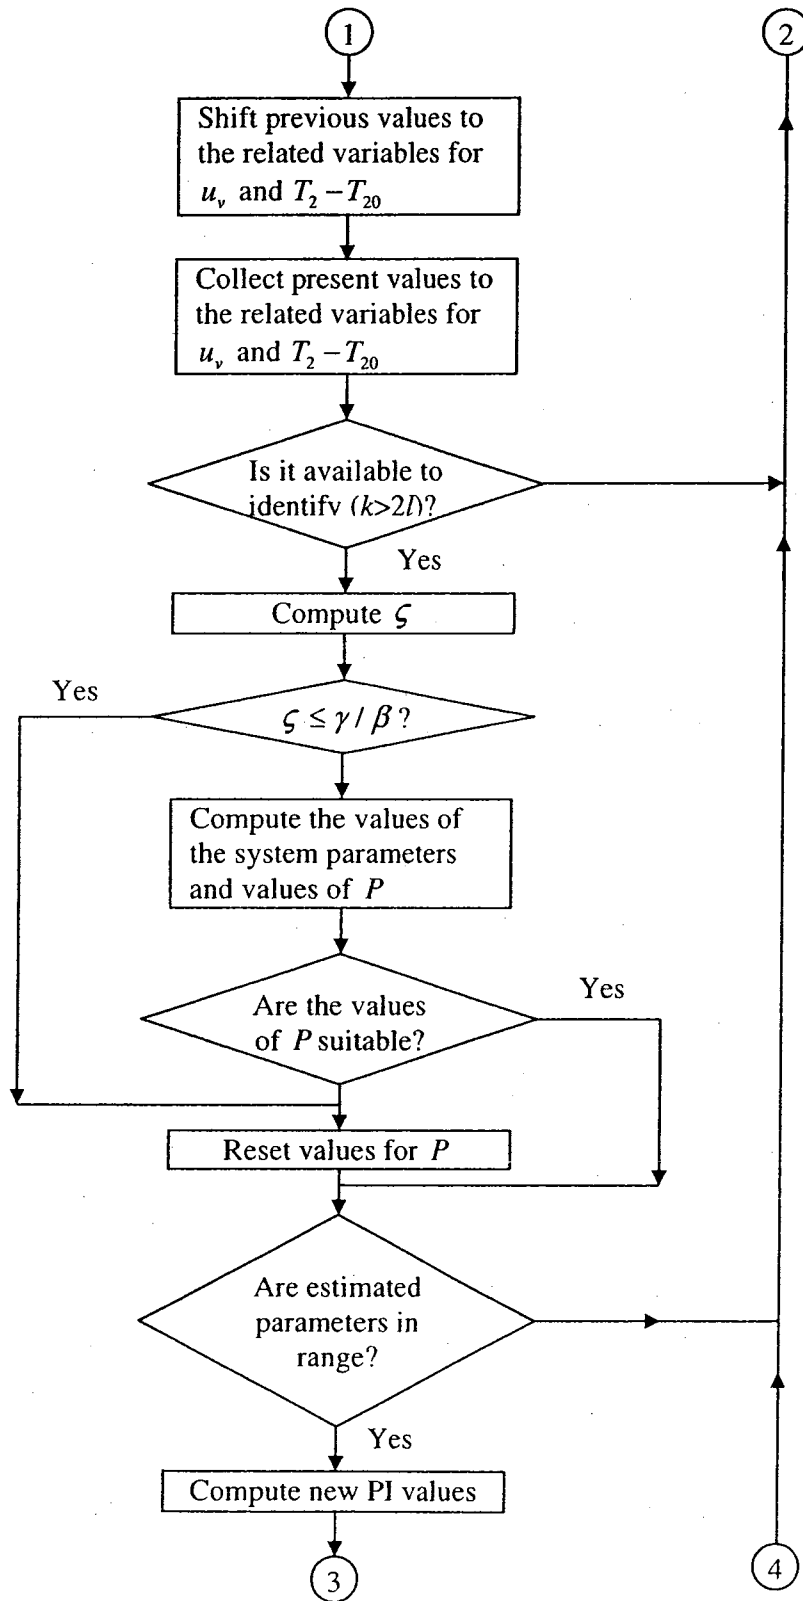 1
2
Shift previous values to
the related variables for
u_v and T_2 − T_20
Collect present values to
the related variables for
u_v and T_2 − T_20
Is it available to
identify (k>2l)?
Yes
Compute ς
Yes
ς ≤ γ / β ?
Compute the values of
the system parameters
and values of P
Are the values
of P suitable?
Yes
Reset values for P
Are estimated
parameters in
range?
Yes
Compute new PI values
3
4